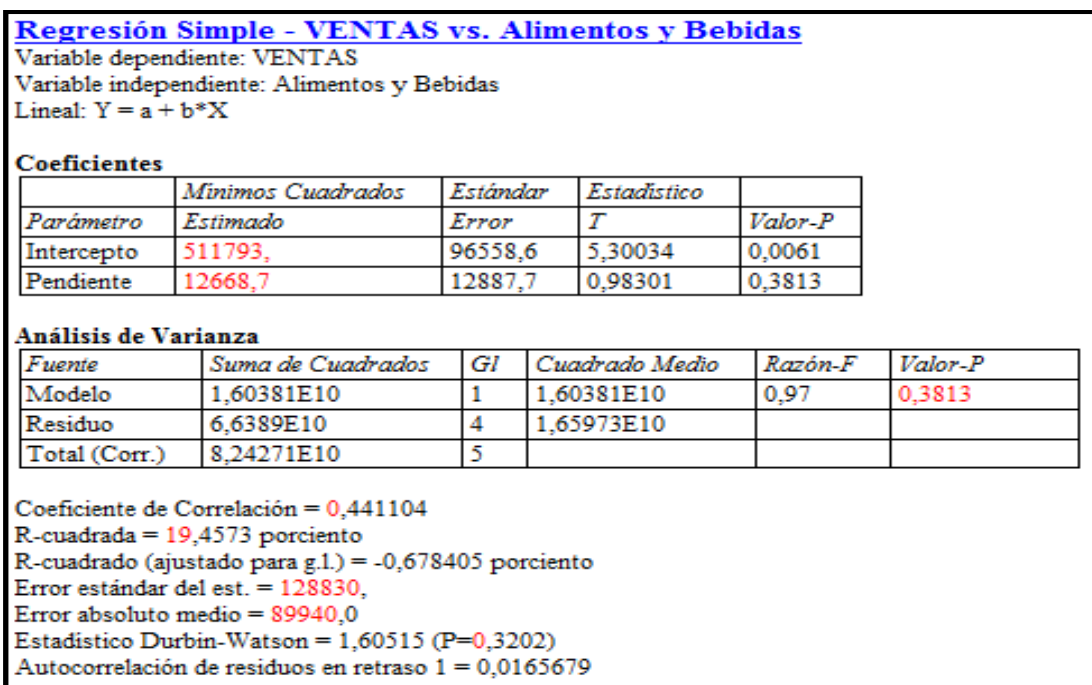 Regresión Simple - VENTAS vs. Alimentos y Bebidas
Variable dependiente: VENTAS
Variable independiente: Alimentos y Bebidas
Lineal: Y = a + b*X
Coeficientes
Mínimos Cuadrados Estándar Estadístico
Parámetro Estimado Error T Valor-P
Intercepto 511793, 96558,6 5,30034 0,0061
Pendiente 12668,7 12887,7 0,98301 0,3813
Análisis de Varianza
Fuente Suma de Cuadrados Gl Cuadrado Medio Razón-F Valor-P
Modelo 1,60381E10 1 1,60381E10 0,97 0,3813
Residuo 6,6389E10 4 1,65973E10
Total (Corr.) 8,24271E10 5
Coeficiente de Correlación = 0,441104
R-cuadrada = 19,4573 porciento
R-cuadrado (ajustado para g.l.) = -0,678405 porciento
Error estándar del est. = 128830,
Error absoluto medio = 89940,0
Estadístico Durbin-Watson = 1,60515 (P=0,3202)
Autocorrelación de residuos en retraso 1 = 0,0165679